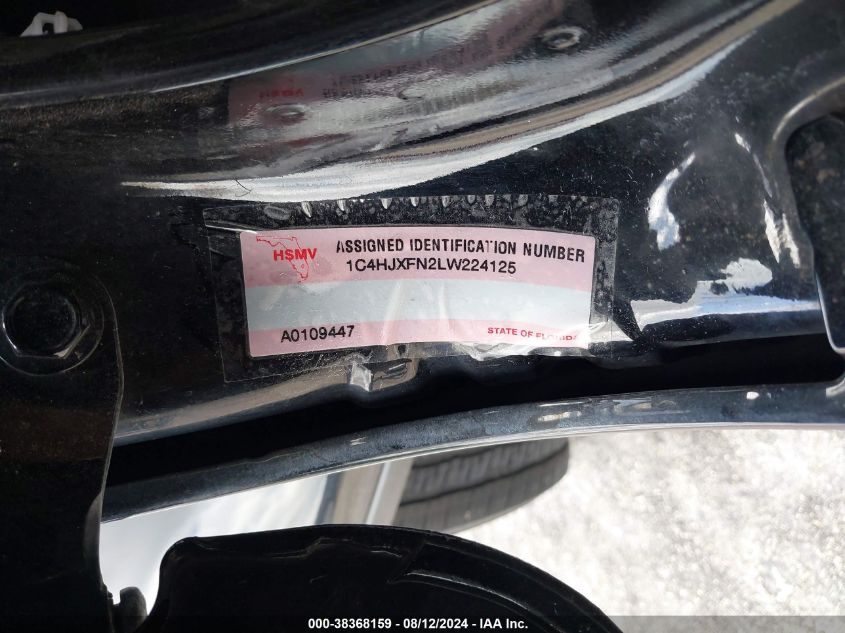 HSMV
ASSIGNED IDENTIFICATION NUMBER
1C4HJXFN2LW224125
A0109447
STATE OF FLORIDA
000-38368159 - 08/12/2024 - IAA Inc.